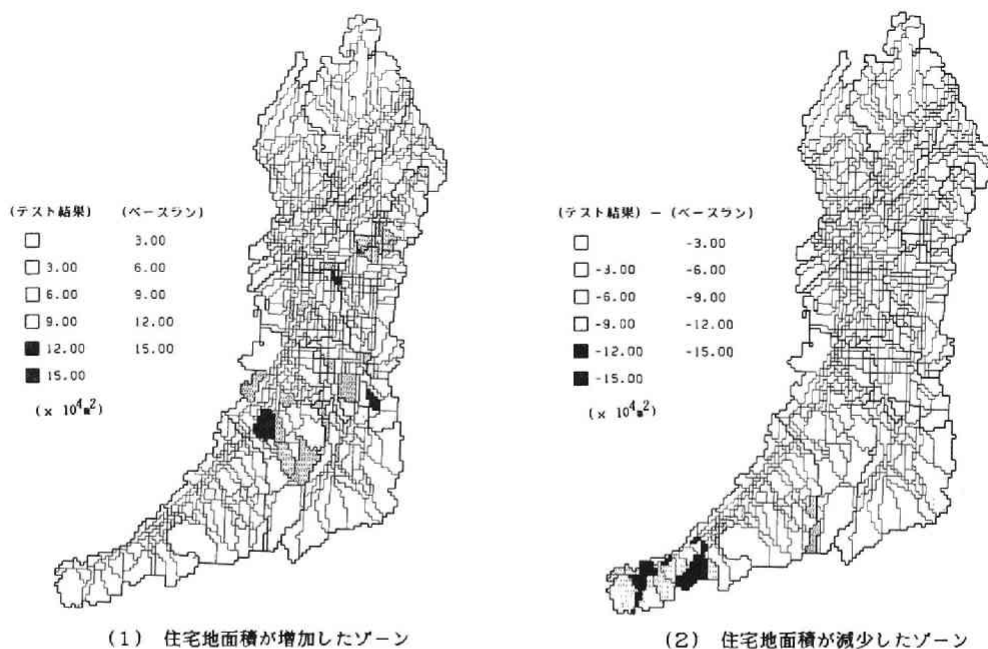 (テスト結果) (ベースラン)
3.00
3.00 6.00
6.00 9.00
9.00 12.00
12.00 15.00
15.00
(× 10⁴m²)
(1) 住宅地面積が増加したゾーン
(テスト結果) － (ベースラン)
-3.00
-3.00 -6.00
-6.00 -9.00
-9.00 -12.00
-12.00 -15.00
-15.00
(× 10⁴m²)
(2) 住宅地面積が減少したゾーン